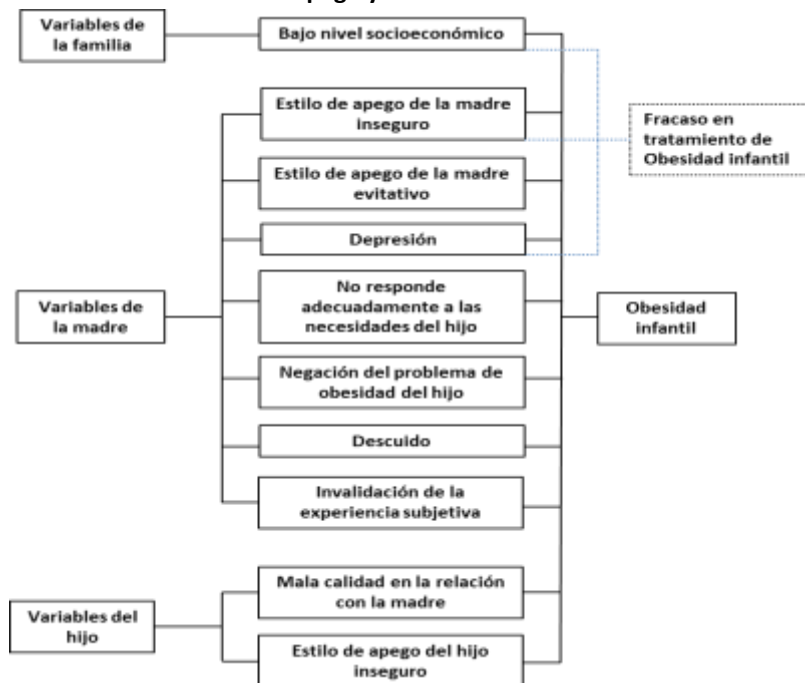 Variables de
la familia
Bajo nivel socioeconómico
Estilo de apego de la madre
inseguro
Fracaso en
tratamiento de
Obesidad infantil
Estilo de apego de la madre
evitativo
Depresión
Variables de
la madre
No responde
adecuadamente a las
necesidades del hijo
Obesidad
infantil
Negación del problema de
obesidad del hijo
Descuido
Invalidación de la
experiencia subjetiva
Variables del
hijo
Mala calidad en la relación
con la madre
Estilo de apego del hijo
inseguro